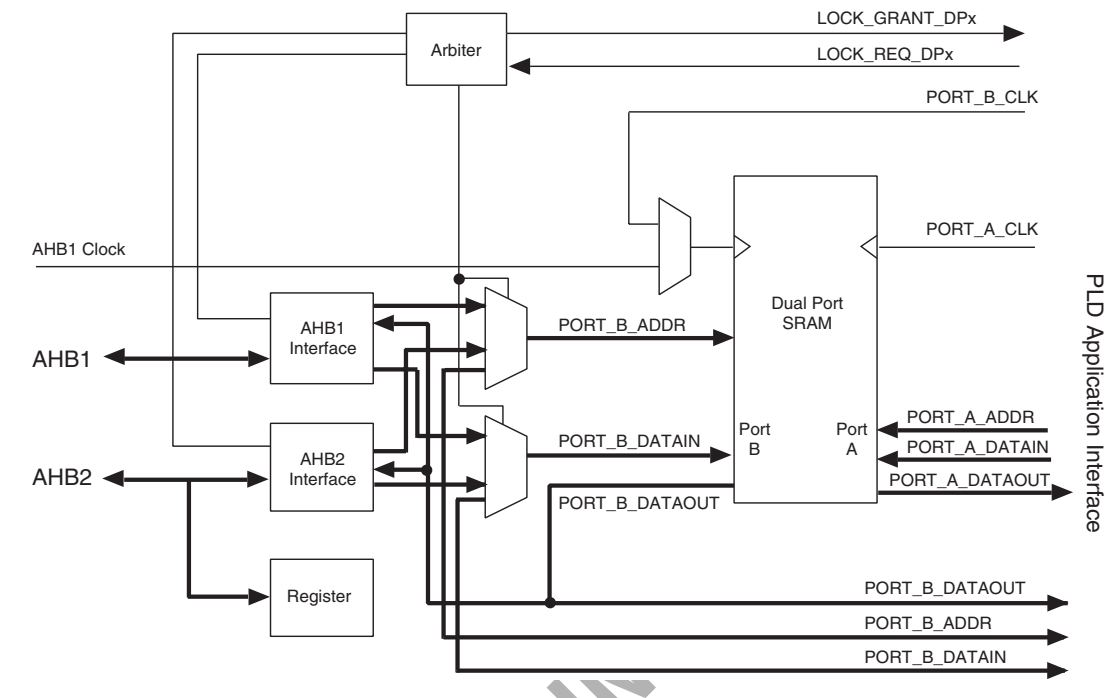 LOCK_GRANT_DPx
Arbiter
LOCK_REQ_DPx
PORT_B_CLK
AHB1 Clock
PORT_A_CLK
Dual Port
SRAM
AHB1
Interface
PORT_B_ADDR
AHB1
PLD Application Interface
Port
B
Port
A
PORT_A_ADDR
PORT_B_DATAIN
PORT_A_DATAIN
AHB2
Interface
AHB2
PORT_A_DATAOUT
PORT_B_DATAOUT
Register
PORT_B_DATAOUT
PORT_B_ADDR
PORT_B_DATAIN